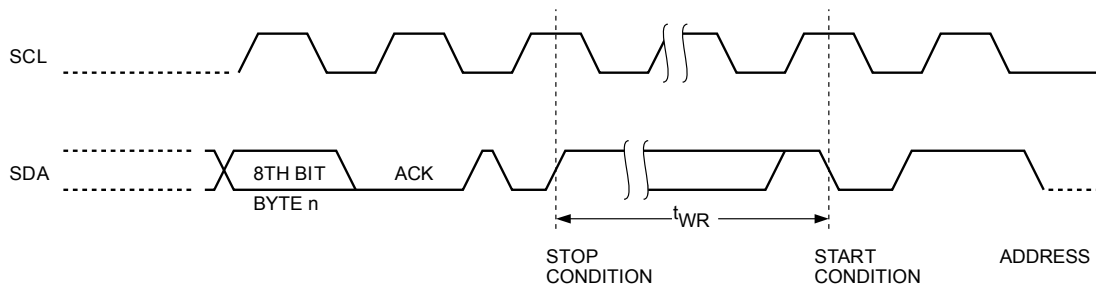 SCL
SDA
8TH BIT
ACK
BYTE n
tWR
STOP
CONDITION
START
CONDITION
ADDRESS